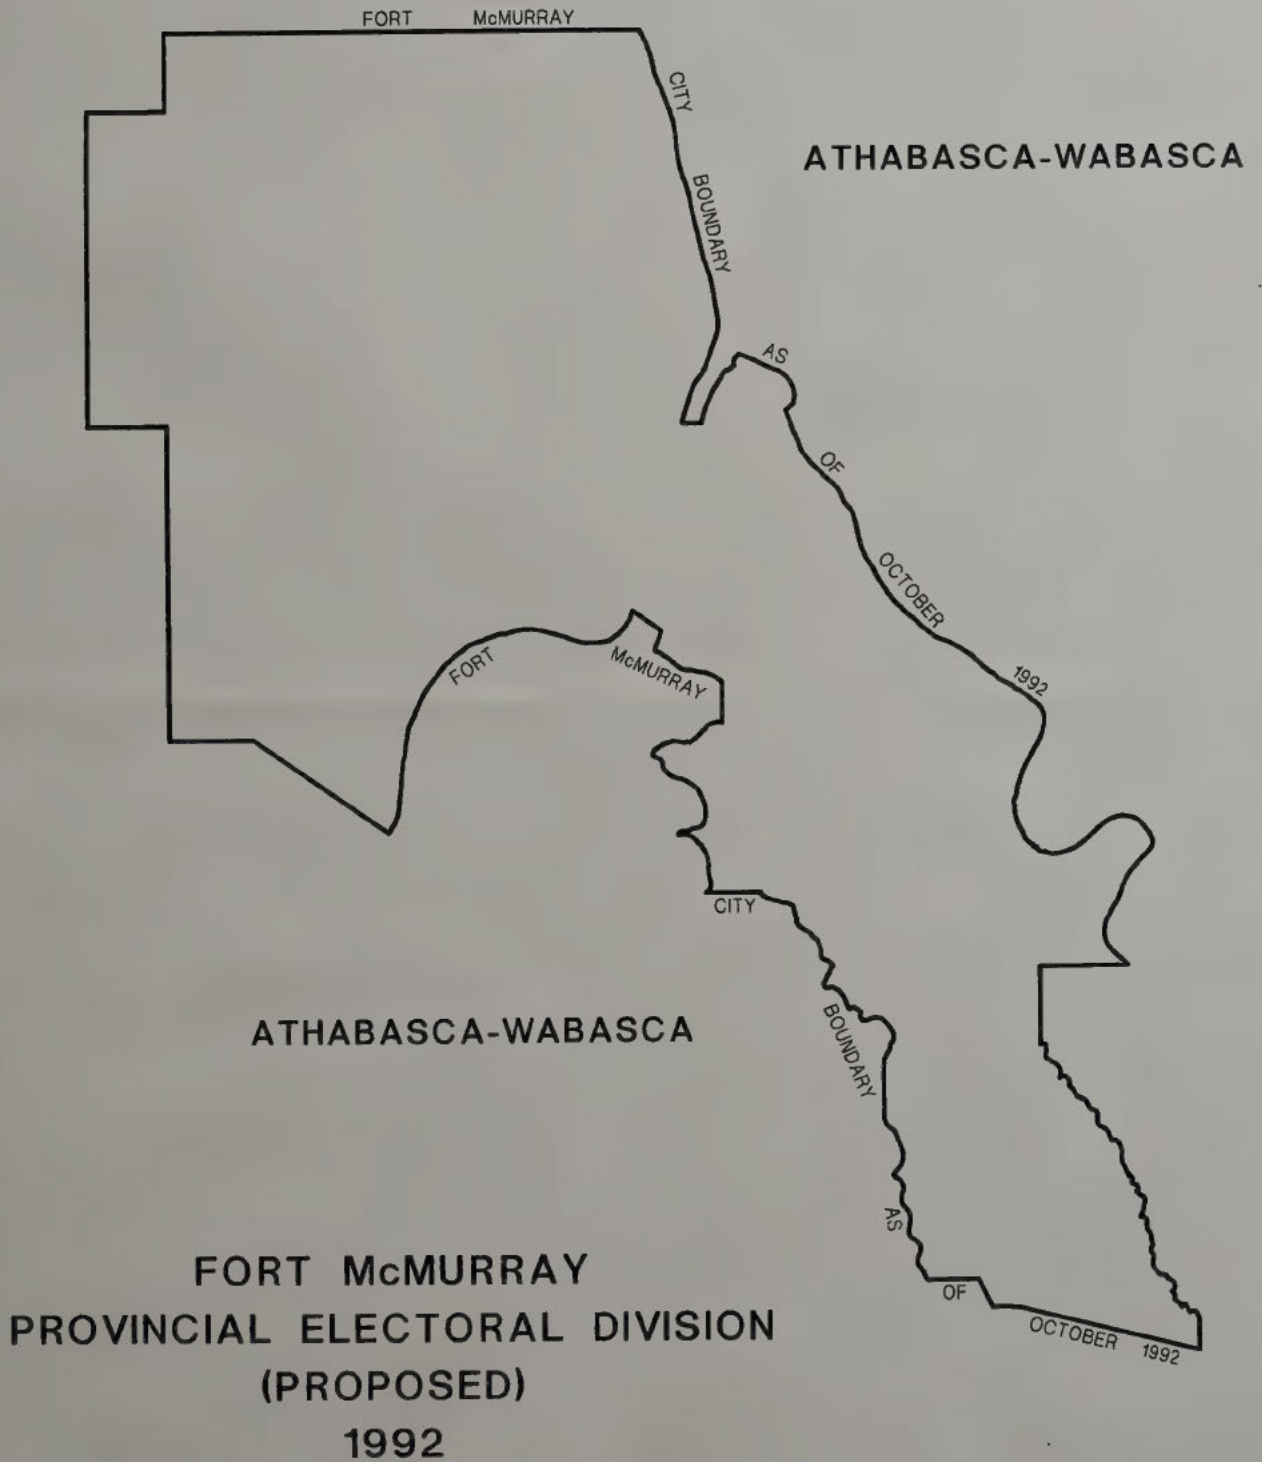 FORT McMURRAY
CITY
BOUNDARY
ATHABASCA-WABASCA
AS
OF
OCTOBER
1992
FORT
McMURRAY
CITY
BOUNDARY
AS
OF
OCTOBER 1992
ATHABASCA-WABASCA
FORT McMURRAY
PROVINCIAL ELECTORAL DIVISION
(PROPOSED)
1992